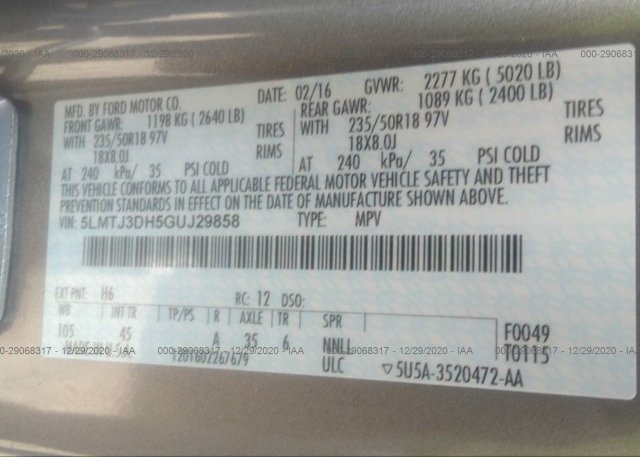 000-29068317 - 12/29/2020 - IAA
MFD. BY FORD MOTOR CO. DATE: 02/16 GVWR: 2277 KG ( 5020 LB)
FRONT GAWR: 1198 KG ( 2640 LB) REAR GAWR: 1089 KG ( 2400 LB)
WITH 235/50R18 97V TIRES WITH 235/50R18 97V TIRES
18X8.0J RIMS 18X8.0J RIMS
AT 240 kPa/ 35 PSI COLD AT 240 kPa/ 35 PSI COLD
THIS VEHICLE CONFORMS TO ALL APPLICABLE FEDERAL MOTOR VEHICLE SAFETY AND THEFT
PREVENTION STANDARDS IN EFFECT ON THE DATE OF MANUFACTURE SHOWN ABOVE.
VIN: 5LMTJ3DH5GUJ29858 TYPE: MPV
EXT PNT: H6 RC: 12 DSO:
WB INT TR TP/PS R AXLE TR SPR
105 45 A 35 6 NNLL F0049
T0115
T201602267679 ULC ▽5U5A-3520472-AA
000-29068317 - 12/29/2020 - IAA